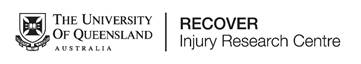 THE UNIVERSITY
OF QUEENSLAND
AUSTRALIA
RECOVER
Injury Research Centre